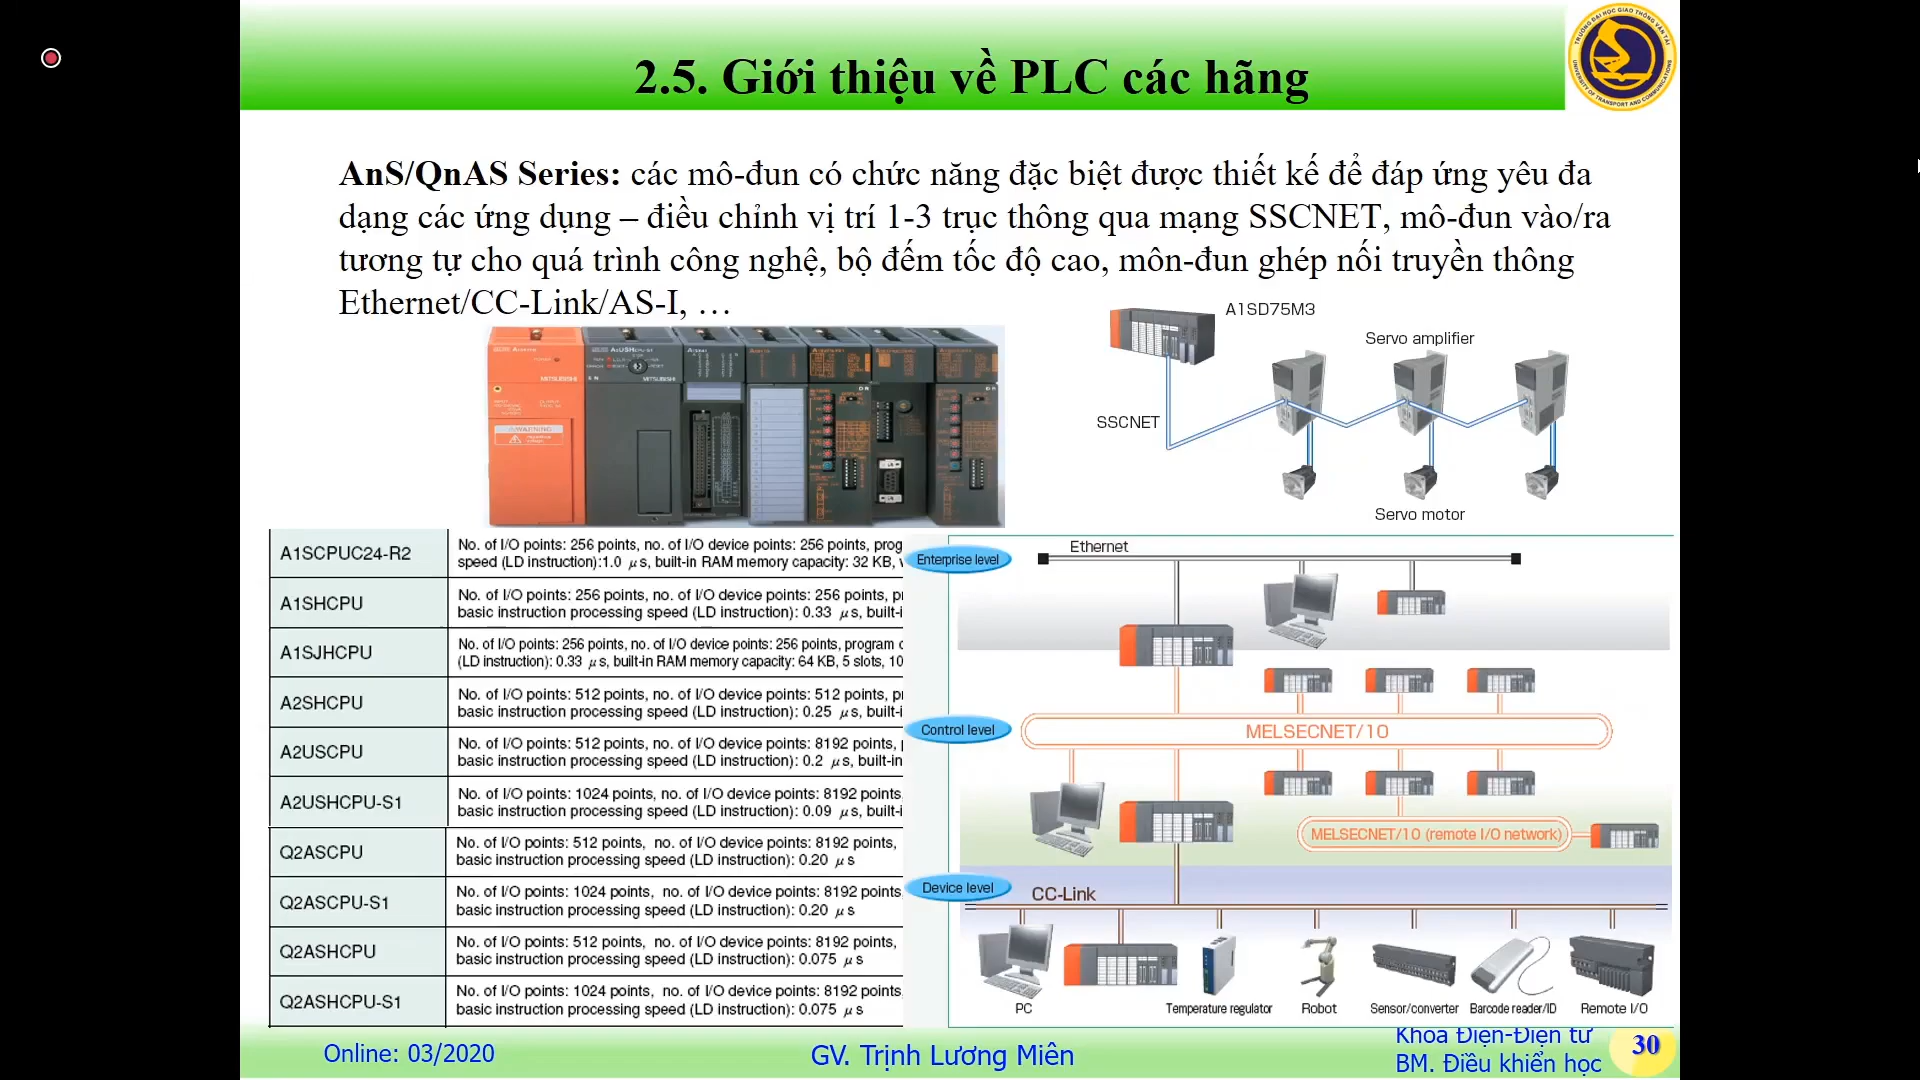 2.5. Giới thiệu về PLC các hãng
TRƯỜNG ĐẠI HỌC GIAO THÔNG VẬN TẢI
UNIVERSITY OF TRANSPORT AND COMMUNICATIONS
AnS/QnAS Series: các mô-đun có chức năng đặc biệt được thiết kế để đáp ứng yêu đa
dạng các ứng dụng – điều chỉnh vị trí 1-3 trục thông qua mạng SSCNET, mô-đun vào/ra
tương tự cho quá trình công nghệ, bộ đếm tốc độ cao, môn-đun ghép nối truyền thông
Ethernet/CC-Link/AS-I, …
MITSUBISHI
MITSUBISHI
WARNING
A1SD75M3
Servo amplifier
SSCNET
Servo motor
A1SCPUC24-R2
No. of I/O points: 256 points, no. of I/O device points: 256 points, prog
speed (LD instruction):1.0 μs, built-in RAM memory capacity: 32 KB,
A1SHCPU
No. of I/O points: 256 points, no. of I/O device points: 256 points,
basic instruction processing speed (LD instruction): 0.33 μs, built-i
A1SJHCPU
No. of I/O points: 256 points, no. of I/O device points: 256 points, program
(LD instruction): 0.33 μs, built-in RAM memory capacity: 64 KB, 5 slots, 10
A2SHCPU
No. of I/O points: 512 points, no. of I/O device points: 512 points,
basic instruction processing speed (LD instruction): 0.25 μs, built-i
A2USCPU
No. of I/O points: 512 points, no. of I/O device points: 8192 points,
basic instruction processing speed (LD instruction): 0.2 μs, built-in
A2USHCPU-S1
No. of I/O points: 1024 points, no. of I/O device points: 8192 points,
basic instruction processing speed (LD instruction): 0.09 μs, built-i
Q2ASCPU
No. of I/O points: 512 points, no. of I/O device points: 8192 points,
basic instruction processing speed (LD instruction): 0.20 μs
Q2ASCPU-S1
No. of I/O points: 1024 points, no. of I/O device points: 8192 points,
basic instruction processing speed (LD instruction): 0.20 μs
Q2ASHCPU
No. of I/O points: 512 points, no. of I/O device points: 8192 points,
basic instruction processing speed (LD instruction): 0.075 μs
Q2ASHCPU-S1
No. of I/O points: 1024 points, no. of I/O device points: 8192 points,
basic instruction processing speed (LD instruction): 0.075 μs
Enterprise level
Ethernet
Control level
MELSECNET/10
MELSECNET/10 (remote I/O network)
Device level
CC-Link
PC
Temperature regulator
Robot
Sensor/converter
Barcode reader/ID
Remote I/O
Online: 03/2020
GV. Trịnh Lương Miên
Khoa Điện-Điện tử
BM. Điều khiển học
30